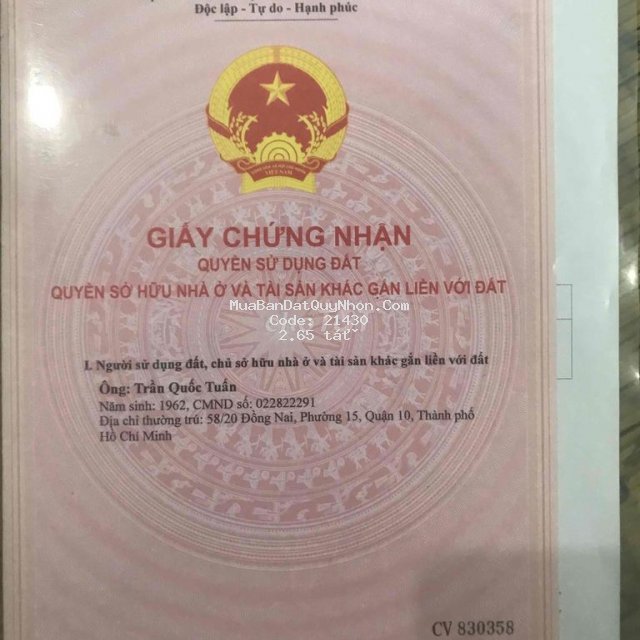 Độc lập - Tự do - Hạnh phúc
VIỆT NAM
GIẤY CHỨNG NHẬN
QUYỀN SỬ DỤNG ĐẤT
QUYỀN SỞ HỮU NHÀ Ở VÀ TÀI SẢN KHÁC GẮN LIỀN VỚI ĐẤT
MuaBanDatQuyNhon.Com
Code: 21430
2.65 tất
I. Người sử dụng đất, chủ sở hữu nhà ở và tài sản khác gắn liền với đất
Ông: Trần Quốc Tuấn
Năm sinh: 1962, CMND số: 022822291
Địa chỉ thường trú: 58/20 Đồng Nai, Phường 15, Quận 10, Thành phố
Hồ Chí Minh
CV 830358